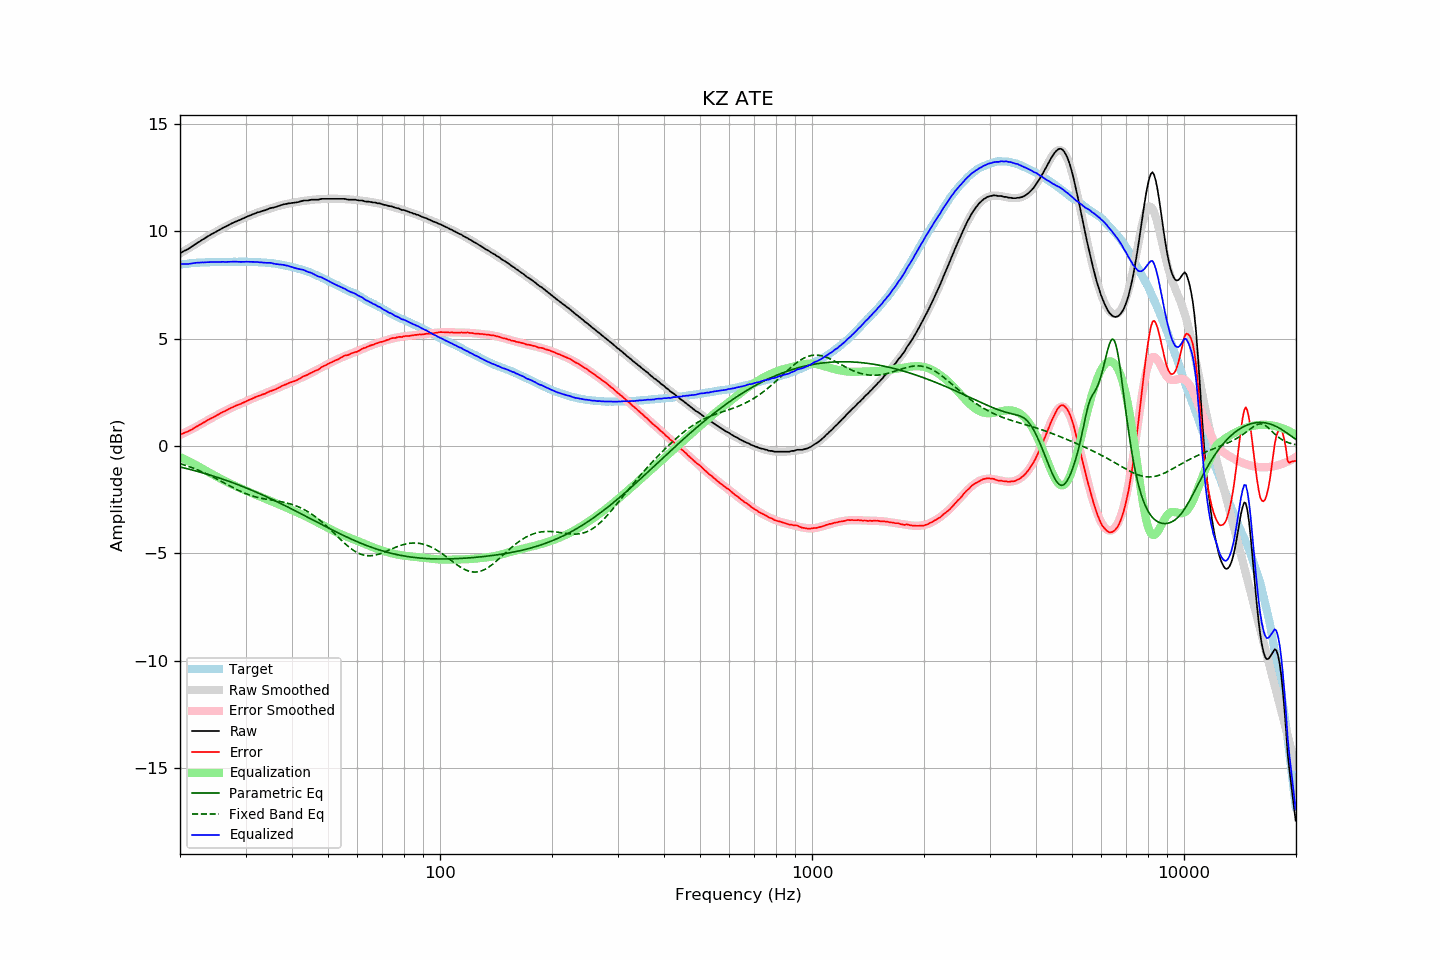 KZ ATE
15
10
5
0
−5
−10
−15
Amplitude (dBr)
Target
Raw Smoothed
Error Smoothed
Raw
Error
Equalization
Parametric Eq
Fixed Band Eq
Equalized
100 1000 10000
Frequency (Hz)